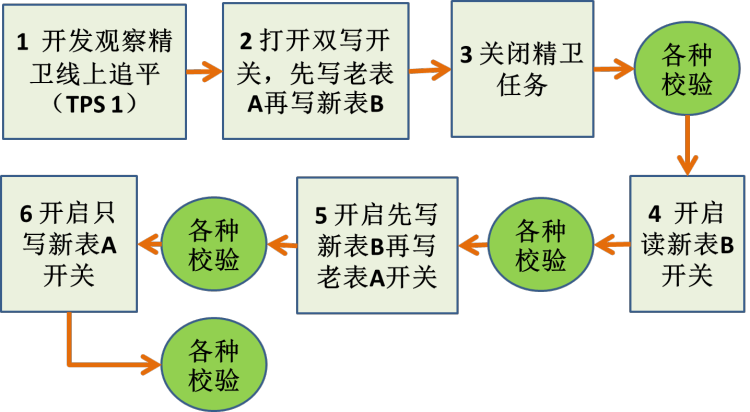 1 开发观察精
卫线上追平
（TPS 1）
2 打开双写开
关，先写老表
A再写新表B
3 关闭精卫
任务
各种
校验
4 开启
读新表B
开关
各种
校验
5 开启先写
新表B再写
老表A开关
各种
校验
6 开启只
写新表A
开关
各种
校验